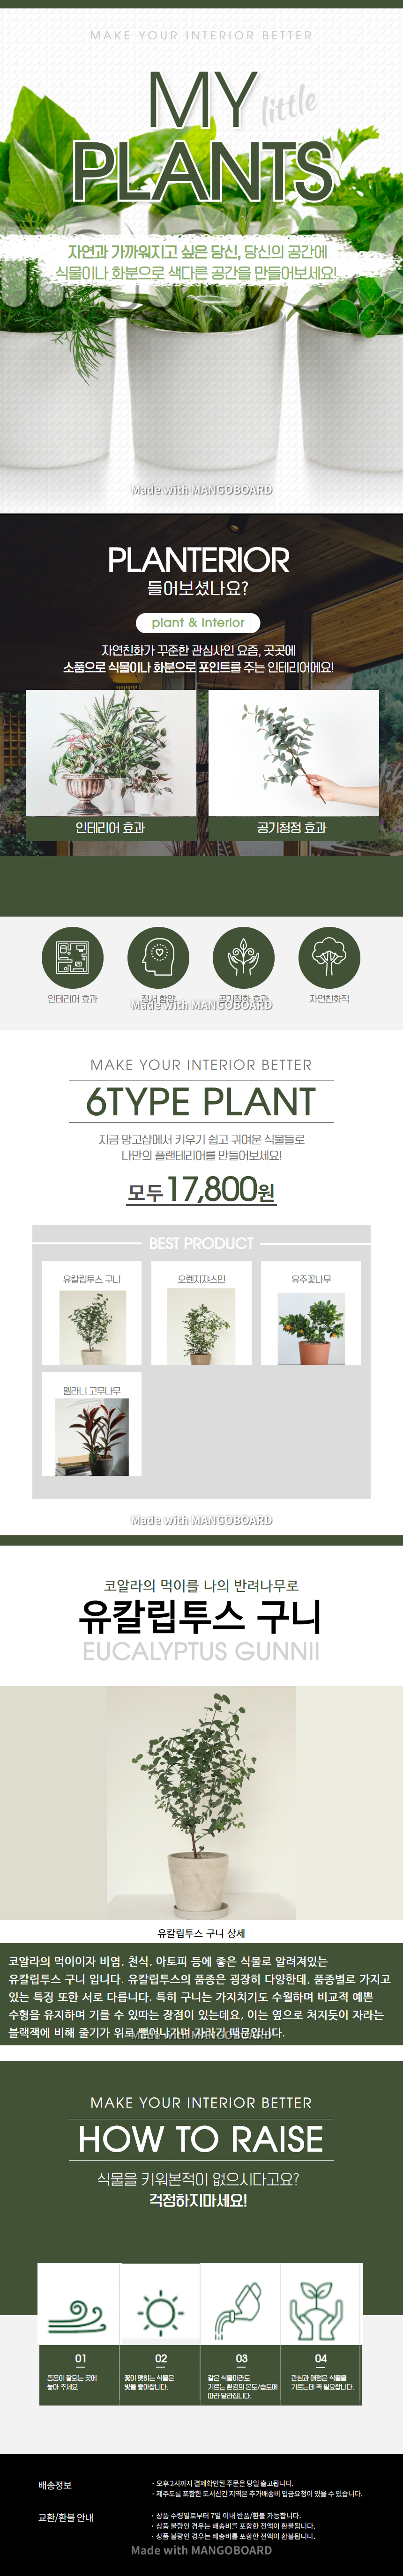 MAKE YOUR INTERIOR BETTER
MY
little
PLANTS
자연과 가까워지고 싶은 당신, 당신의 공간에
식물이나 화분으로 색다른 공간을 만들어보세요!
Made with MANGOBOARD
PLANTERIOR
들어보셨나요?
plant & Interior
자연친화가 꾸준한 관심사인 요즘, 곳곳에
소품으로 식물이나 화분으로 포인트를 주는 인테리어에요!
인테리어 효과
공기청정 효과
인테리어 효과
정서 함양
공기정화 효과
자연친화적
Made with MANGOBOARD
MAKE YOUR INTERIOR BETTER
6TYPE PLANT
지금 망고샵에서 키우기 쉽고 귀여운 식물들로
나만의 플랜테리어를 만들어보세요!
모두17,800원
BEST PRODUCT
유칼립투스 구니
오렌지쟈스민
유주꽃나무
멜라니 고무나무
Made with MANGOBOARD
코알라의 먹이를 나의 반려나무로
유칼립투스 구니
EUCALYPTUS GUNNII
유칼립투스 구니 상세
코알라의 먹이이자 비염, 천식, 아토피 등에 좋은 식물로 알려져있는
유칼립투스 구니 입니다. 유칼립투스의 품종은 굉장히 다양한데, 품종별로 가지고
있는 특징 또한 서로 다릅니다. 특히 구니는 가지치기도 수월하며 비교적 예쁜
수형을 유지하며 기를 수 있따는 장점이 있는데요, 이는 옆으로 처지듯이 자라는
블랙잭에 비해 줄기가 위로 뻗어나가며 자라기 때문입니다.
Made with MANGOBOARD
MAKE YOUR INTERIOR BETTER
HOW TO RAISE
식물을 키워본적이 없으시다고요?
걱정하지마세요!
01
통풍이 잘되는 곳에
놓아 주세요
02
꽃이 맺히는 식물은
빛을 좋아합니다.
03
같은 식물이라도
기르는 환경의 온도/습도에
따라 달라집니다.
04
관심과 애정은 식물을
기르는데 꼭 필요합니다.
배송정보
· 오후 2시까지 결제확인된 주문은 당일 출고됩니다.
· 제주도를 포함한 도서산간 지역은 추가배송비 입금요청이 있을 수 있습니다.
교환/환불 안내
· 상품 수령일로부터 7일 이내 반품/환불 가능합니다.
· 상품 불량인 경우는 배송비를 포함한 전액이 환불됩니다.
· 상품 불량인 경우는 배송비를 포함한 전액이 환불됩니다.
Made with MANGOBOARD